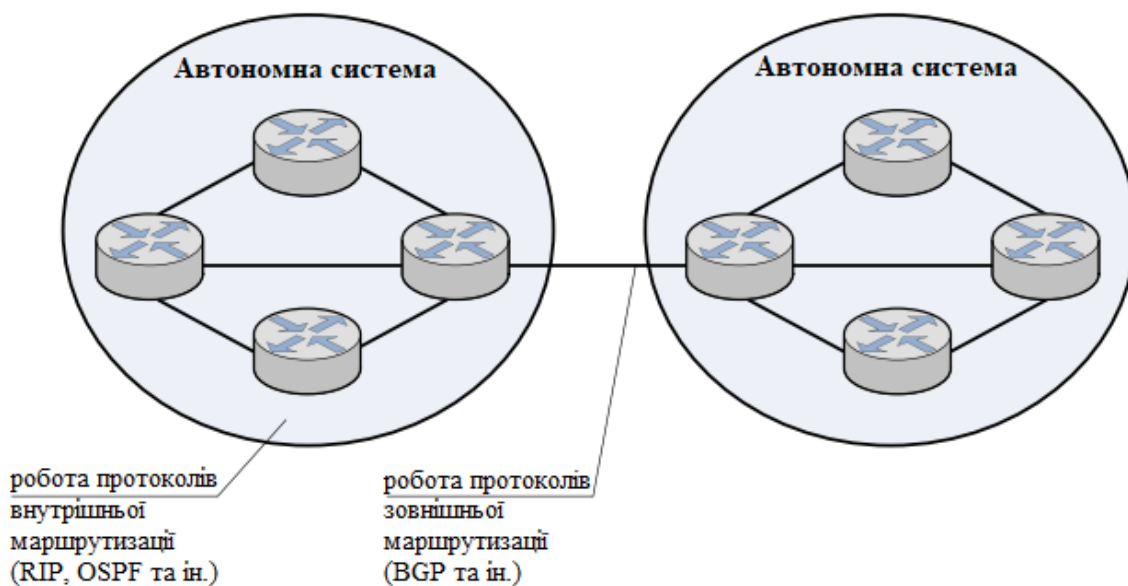 Автономна система
Автономна система
робота протоколів
внутрішньої
маршрутизації
(RIP, OSPF та ін.)
робота протоколів
зовнішньої
маршрутизації
(BGP та ін.)